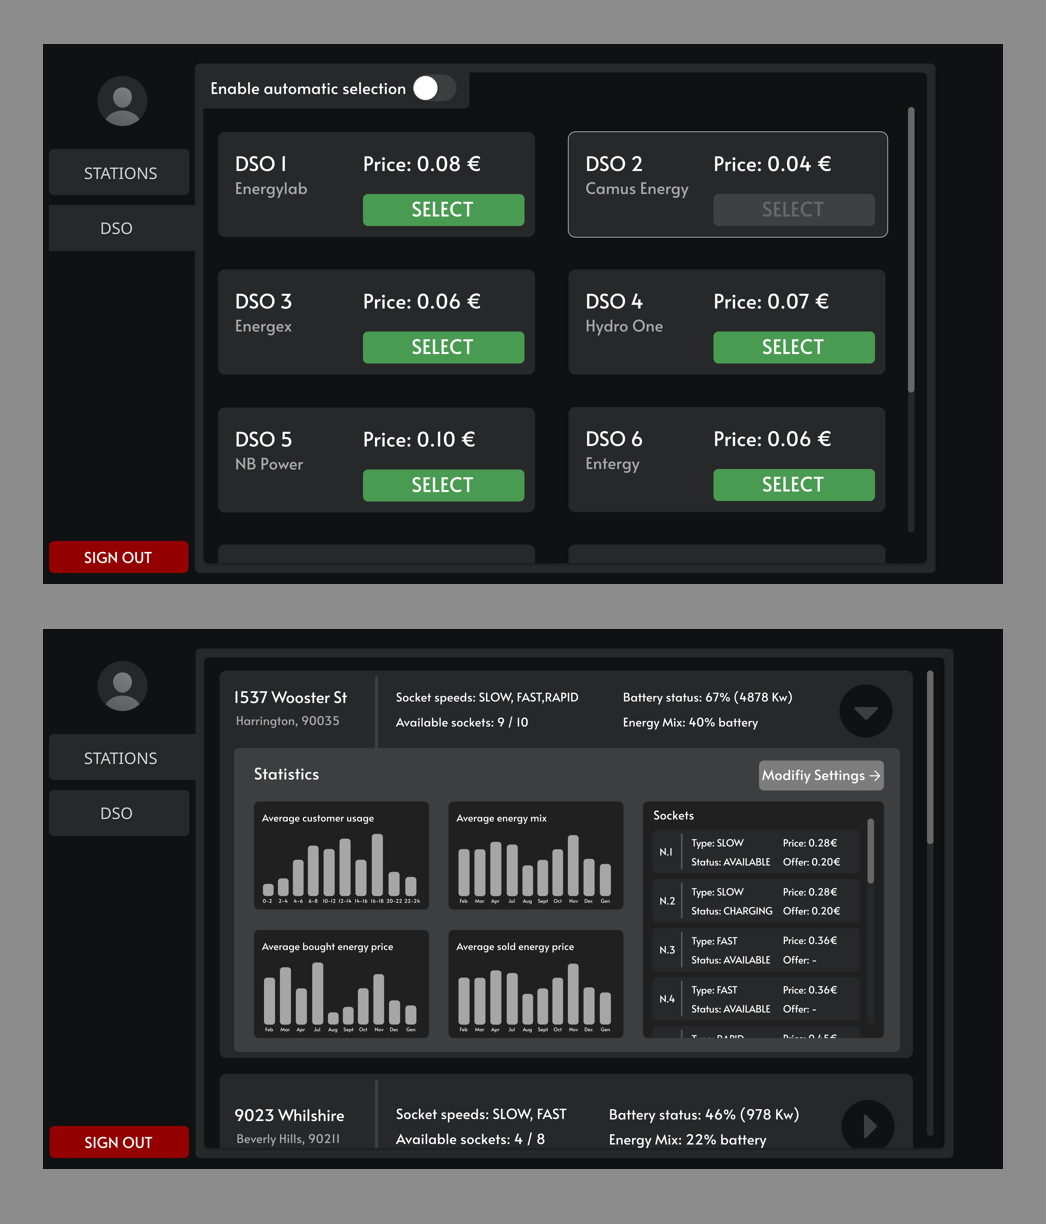 Enable automatic selection
STATIONS
DSO
SIGN OUT
DSO 1 Price: 0.08 €
Energylab
SELECT
DSO 2 Price: 0.04 €
Camus Energy
SELECT
DSO 3 Price: 0.06 €
Energex
SELECT
DSO 4 Price: 0.07 €
Hydro One
SELECT
DSO 5 Price: 0.10 €
NB Power
SELECT
DSO 6 Price: 0.06 €
Entergy
SELECT
STATIONS
DSO
SIGN OUT
1537 Wooster St
Harrington, 90035
Socket speeds: SLOW, FAST,RAPID
Available sockets: 9 / 10
Battery status: 67% (4878 Kw)
Energy Mix: 40% battery
Statistics
Modifiy Settings →
Average customer usage
0-2 2-4 4-6 6-8 10-12 12-14 14-16 16-18 20-22 22-24
Average energy mix
Feb Mar Apr Jul Aug Sept Oct Nov Dec Gen
Average bought energy price
Feb Mar Apr Jul Aug Sept Oct Nov Dec Gen
Average sold energy price
Feb Mar Apr Jul Aug Sept Oct Nov Dec Gen
Sockets
N.1
Type: SLOW Price: 0.28€
Status: AVAILABLE Offer: 0.20€
N.2
Type: SLOW Price: 0.28€
Status: CHARGING Offer: 0.20€
N.3
Type: FAST Price: 0.36€
Status: AVAILABLE Offer: -
N.4
Type: FAST Price: 0.36€
Status: AVAILABLE Offer: -
Type: RAPID Price: 0.45€
9023 Whilshire
Beverly Hills, 90211
Socket speeds: SLOW, FAST
Available sockets: 4 / 8
Battery status: 46% (978 Kw)
Energy Mix: 22% battery